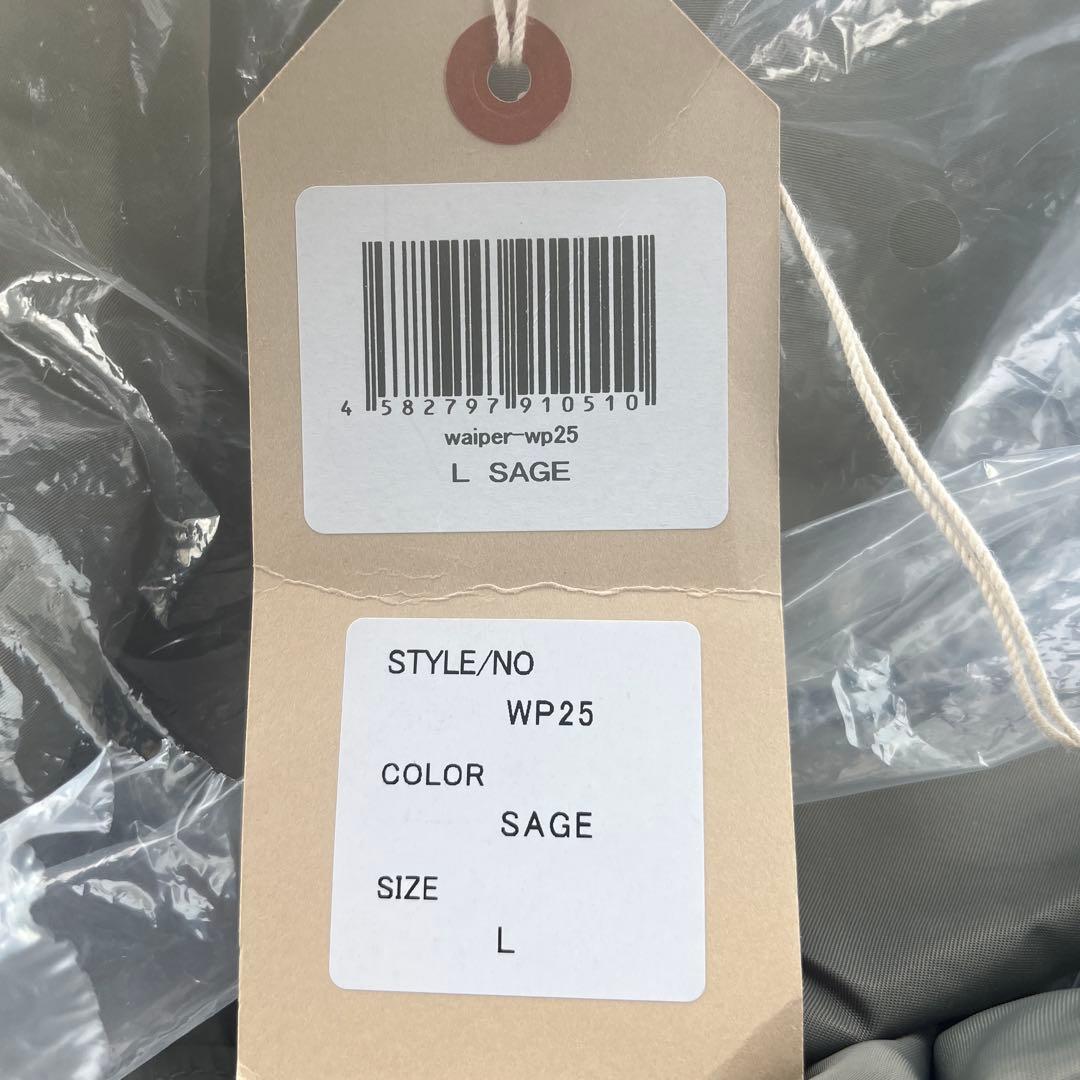 4 582797 910510
waiper-wp25
L SAGE
STYLE/NO
WP25
COLOR
SAGE
SIZE
L